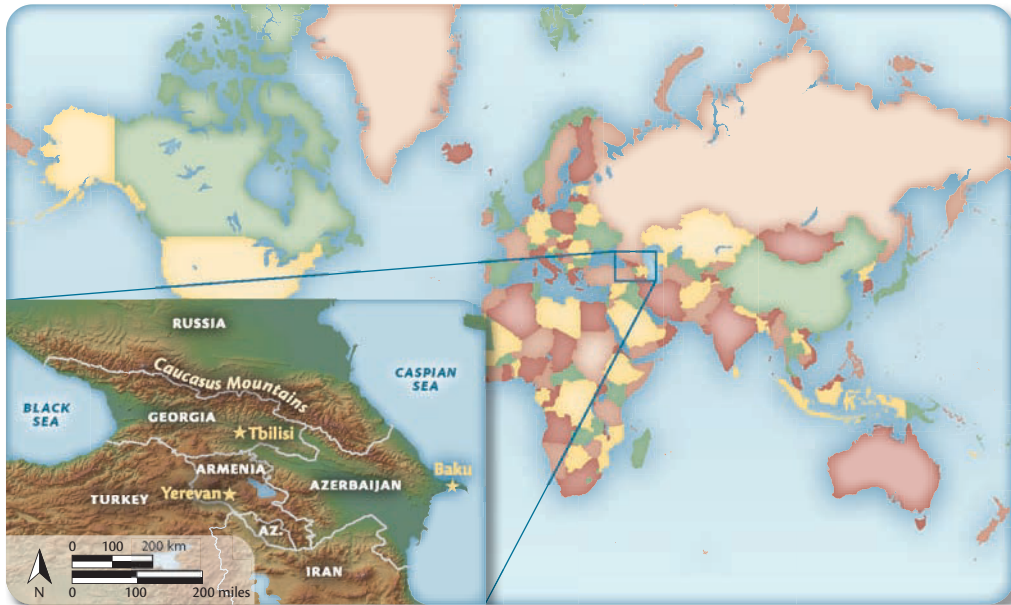 RUSSIA
Caucasus Mountains
CASPIAN
SEA
BLACK
SEA
GEORGIA
Tbilisi
ARMENIA
Baku
AZERBAIJAN
TURKEY
Yerevan
AZ.
IRAN
0 100 200 km
N
0 100 200 miles